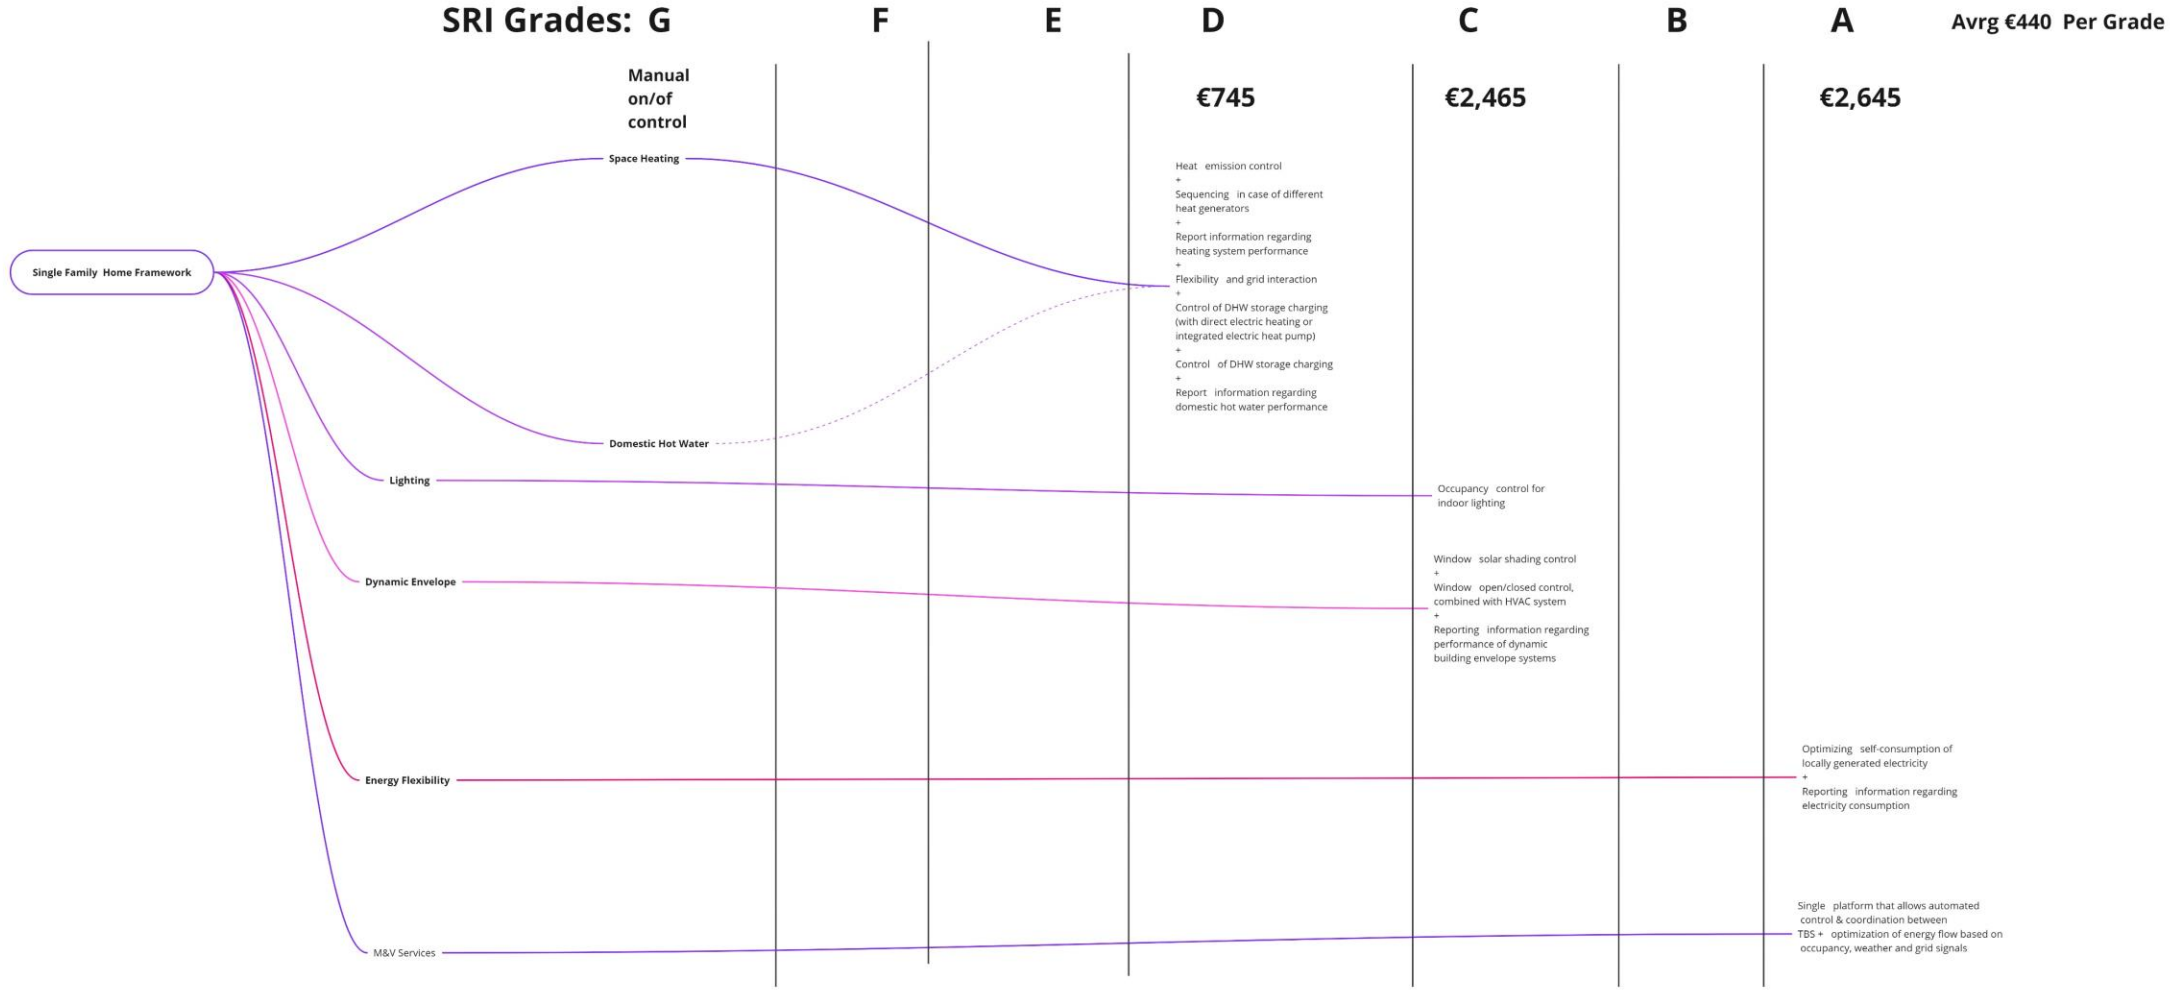 SRI Grades: G F E D C B A Avrg €440 Per Grade
Manual
on/of
control
€745 €2,465 €2,645
Space Heating
Single Family Home Framework
Domestic Hot Water
Lighting
Dynamic Envelope
Energy Flexibility
M&V Services
Heat emission control
+
Sequencing in case of different
heat generators
+
Report information regarding
heating system performance
+
Flexibility and grid interaction
+
Control of DHW storage charging
(with direct electric heating or
integrated electric heat pump)
+
Control of DHW storage charging
+
Report information regarding
domestic hot water performance
Occupancy control for
indoor lighting
Window solar shading control
+
Window open/closed control,
combined with HVAC system
+
Reporting information regarding
performance of dynamic
building envelope systems
Optimizing self-consumption of
locally generated electricity
+
Reporting information regarding
electricity consumption
Single platform that allows automated
control & coordination between
TBS + optimization of energy flow based on
occupancy, weather and grid signals